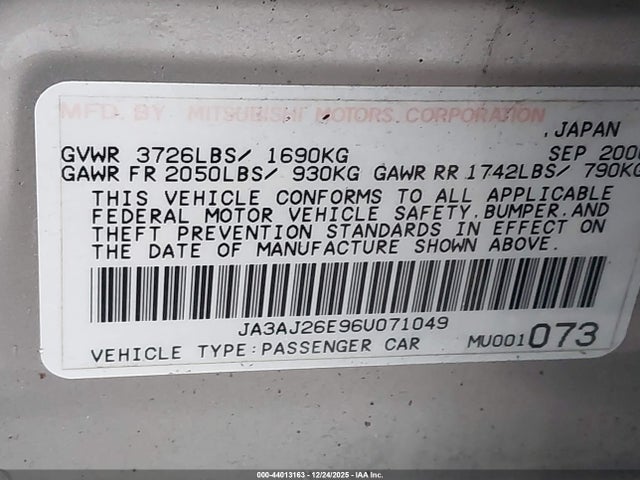 MFD. BY MITSUBISHI MOTORS CORPORATION
,JAPAN
GVWR 3726LBS/ 1690KG SEP 200
GAWR FR 2050LBS/ 930KG GAWR RR 1742LBS/ 790KG
THIS VEHICLE CONFORMS TO ALL APPLICABLE
FEDERAL MOTOR VEHICLE SAFETY,BUMPER,AND
THEFT PREVENTION STANDARDS IN EFFECT ON
THE DATE OF MANUFACTURE SHOWN ABOVE.
JA3AJ26E96U071049
VEHICLE TYPE:PASSENGER CAR MU001073
000-44013163 - 12/24/2025 - IAA Inc.